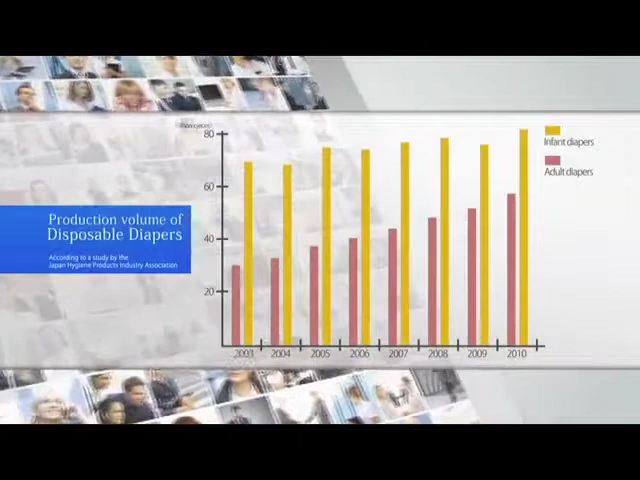 80
60
40
20
2003
2004
2005
2006
2007
2008
2009
2010
Infant diapers
Adult diapers
Production volume of
Disposable Diapers
According to a study by the
Japan Hygiene Products Industry Association